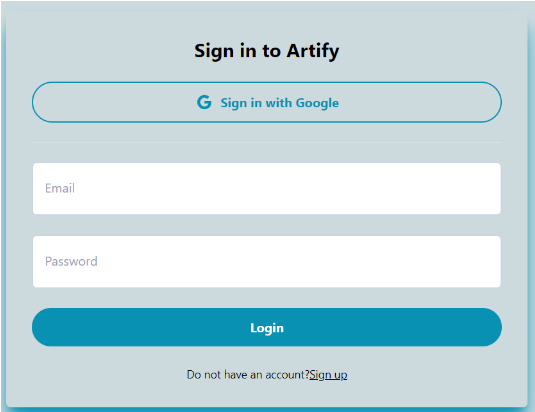 Sign in to Artify
Sign in with Google
Email
Password
Login
Do not have an account?Sign up